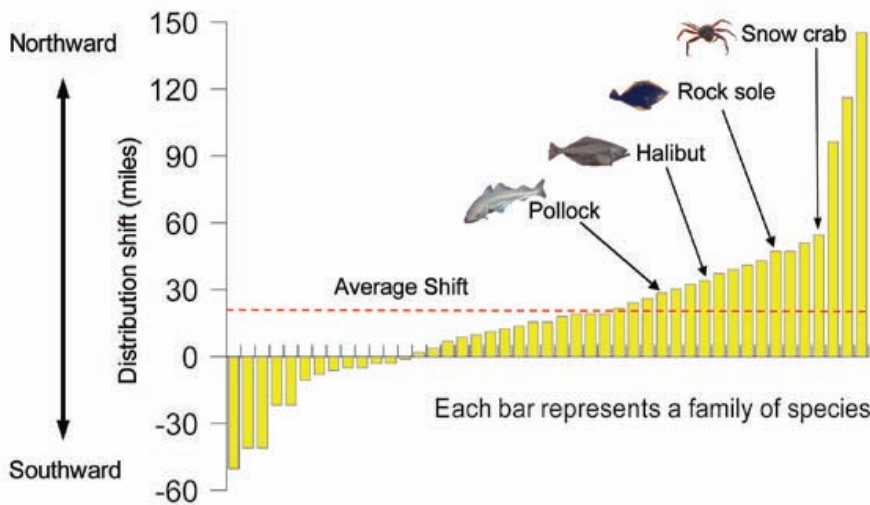 Northward
Southward
Distribution shift (miles)
150
120
90
60
30
0
-30
-60
Average Shift
Pollock
Halibut
Rock sole
Snow crab
Each bar represents a family of species